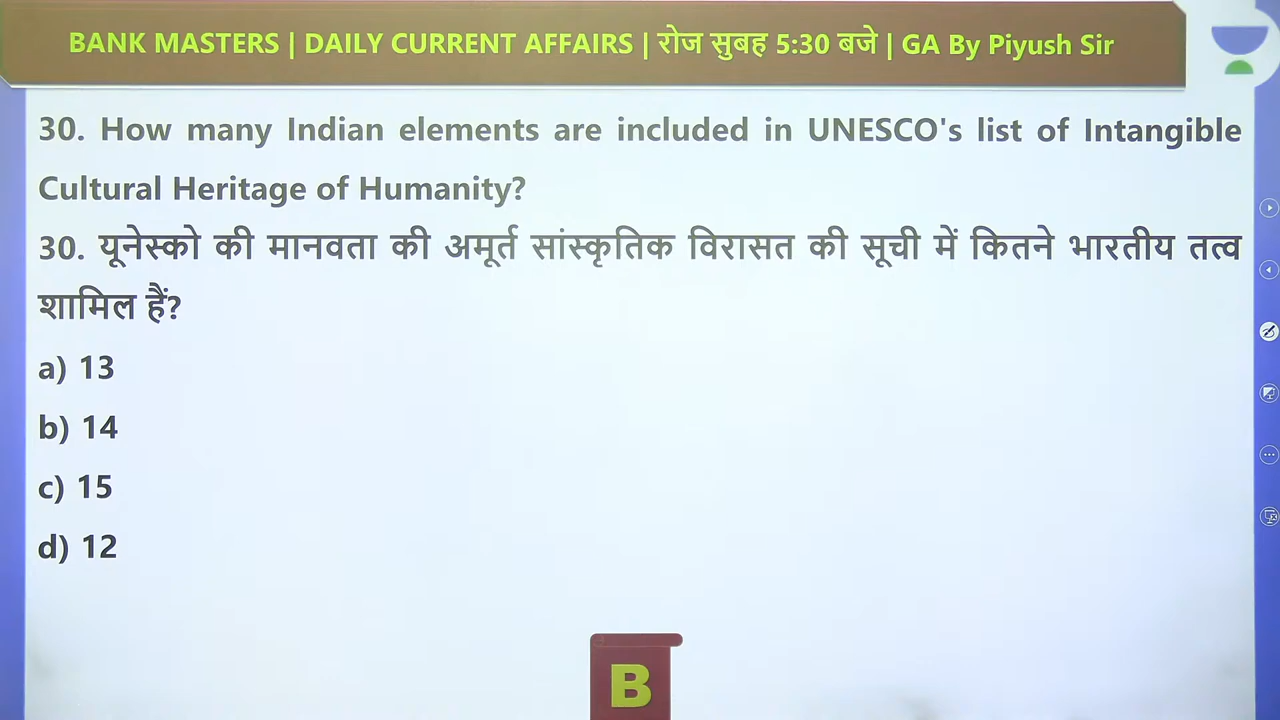 BANK MASTERS | DAILY CURRENT AFFAIRS | रोज सुबह 5:30 बजे | GA By Piyush Sir
30. How many Indian elements are included in UNESCO's list of Intangible
Cultural Heritage of Humanity?
30. यूनेस्को की मानवता की अमूर्त सांस्कृतिक विरासत की सूची में कितने भारतीय तत्व
शामिल हैं?
a) 13
b) 14
c) 15
d) 12
B